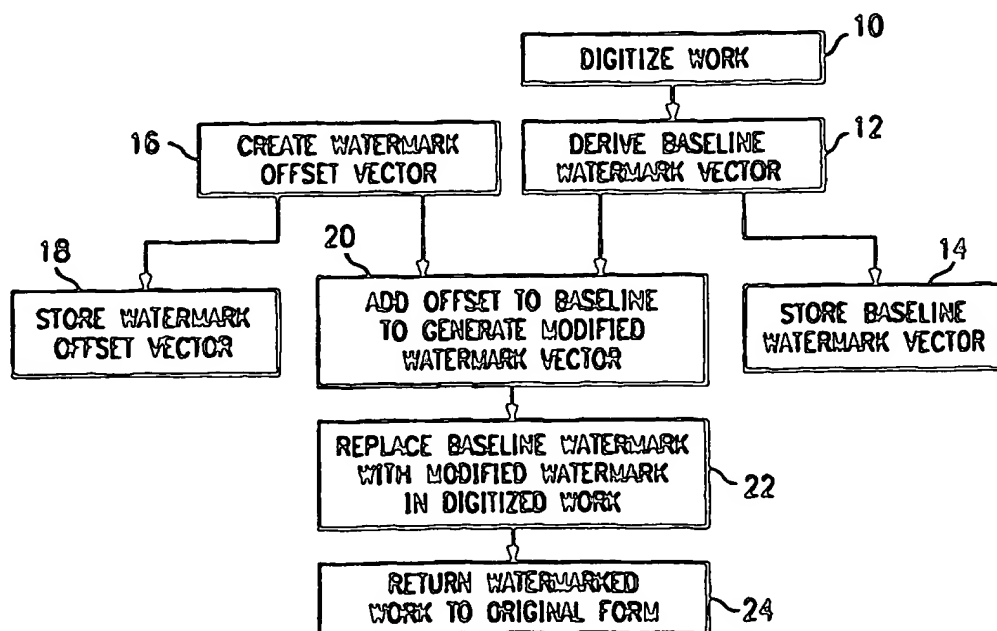 10
DIGITIZE WORK
16
CREATE WATERMARK
OFFSET VECTOR
12
DERIVE BASELINE
WATERMARK VECTOR
18
STORE WATERMARK
OFFSET VECTOR
20
ADD OFFSET TO BASELINE
TO GENERATE MODIFIED
WATERMARK VECTOR
14
STORE BASELINE
WATERMARK VECTOR
REPLACE BASELINE WATERMARK
WITH MODIFIED WATERMARK
IN DIGITIZED WORK
22
RETURN WATERMARKED
WORK TO ORIGINAL FORM
24